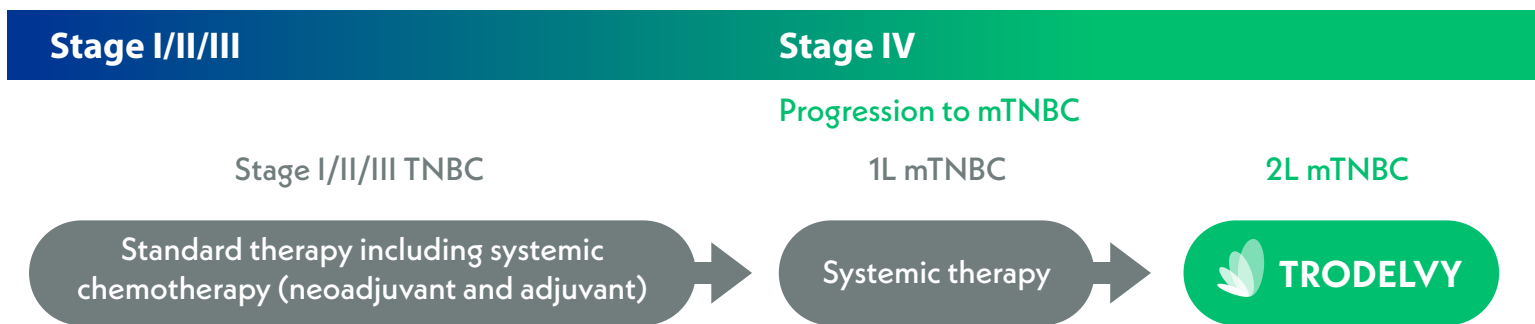 Stage I/II/III
Stage IV
Progression to mTNBC
Stage I/II/III TNBC
1L mTNBC
2L mTNBC
Standard therapy including systemic
chemotherapy (neoadjuvant and adjuvant)
Systemic therapy
TRODELVY